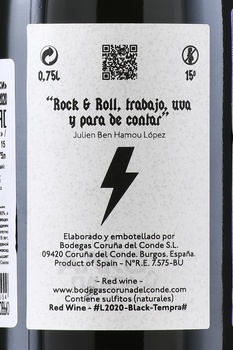 0,75L
15º
“Rock & Roll, trabajo, uva
y para de contar”
Julien Ben Hamou López
Elaborado y embotellado por
Bodegas Coruña del Conde S.L.
09420 Coruña del Conde. Burgos. España.
Product of Spain - NºR.E. 7.575-BU
- Red wine -
www.bodegascorunadelconde.com
Contiene sulfitos (naturales)
Red Wine - #L2020-Black-Tempra#